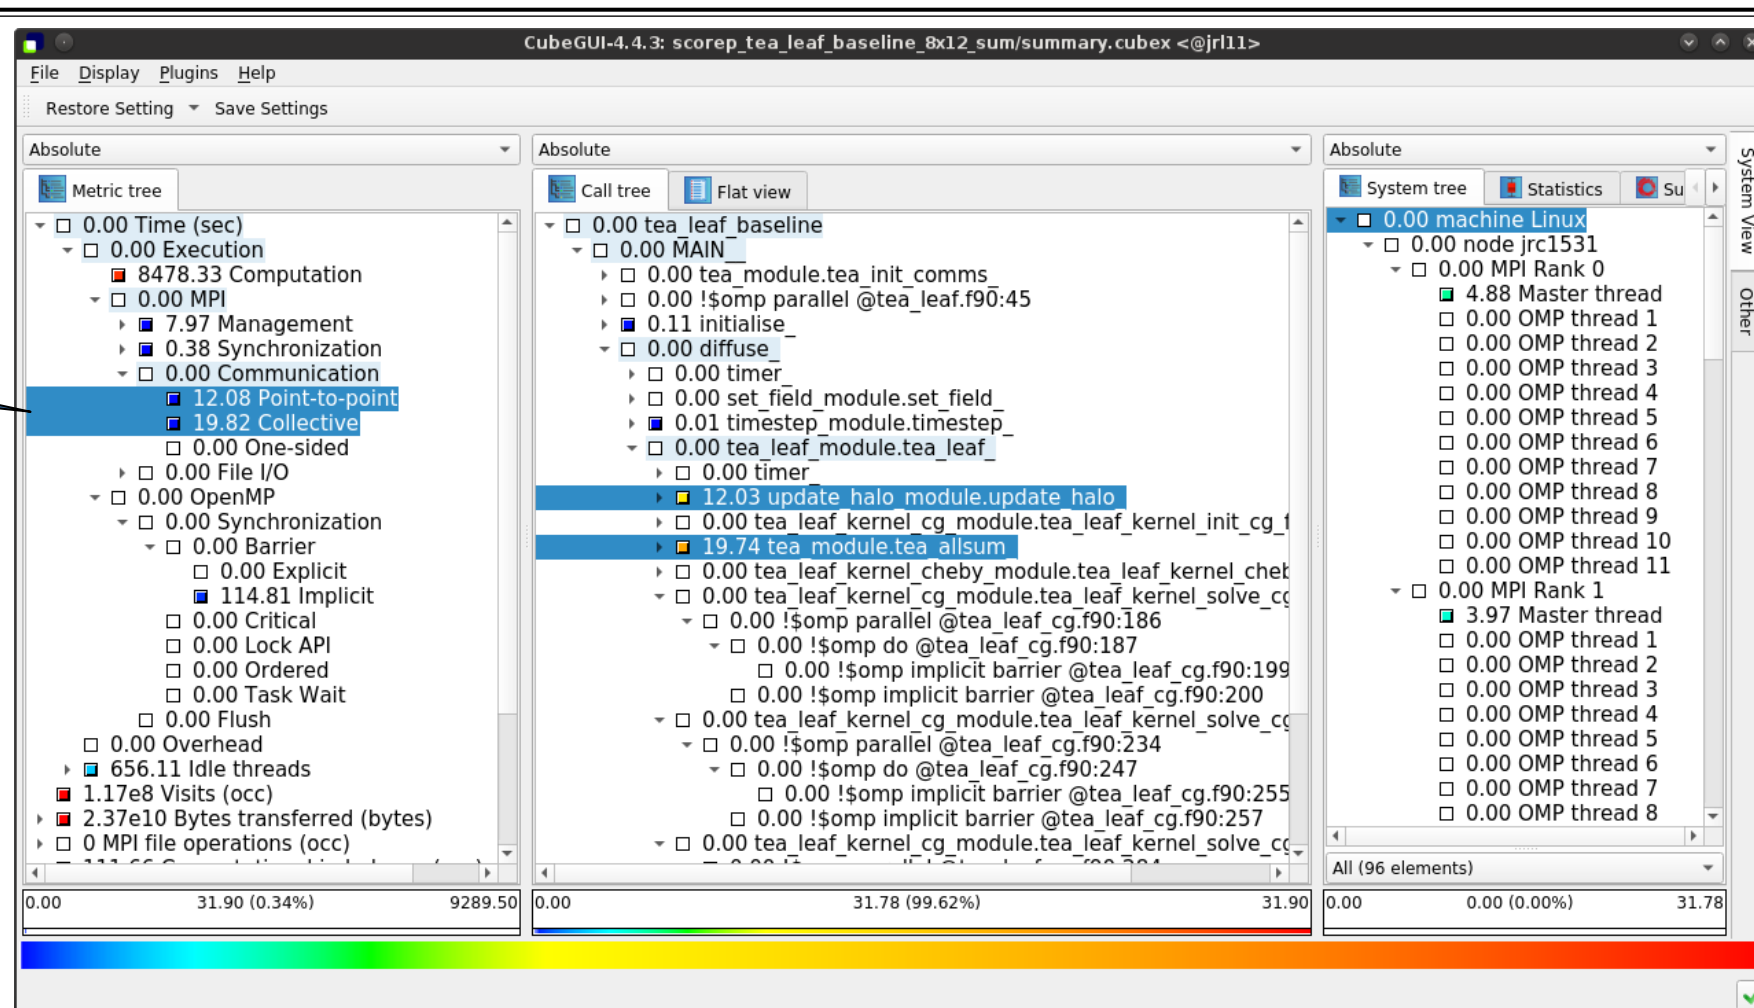 CubeGUI-4.4.3: scorep_tea_leaf_baseline_8x12_sum/summary.cubex <@jrl11>
File Display Plugins Help
Restore Setting Save Settings
Absolute
Metric tree
0.00 Time (sec)
0.00 Execution
8478.33 Computation
0.00 MPI
7.97 Management
0.38 Synchronization
0.00 Communication
12.08 Point-to-point
19.82 Collective
0.00 One-sided
0.00 File I/O
0.00 OpenMP
0.00 Synchronization
0.00 Barrier
0.00 Explicit
114.81 Implicit
0.00 Critical
0.00 Lock API
0.00 Ordered
0.00 Task Wait
0.00 Flush
0.00 Overhead
656.11 Idle threads
1.17e8 Visits (occ)
2.37e10 Bytes transferred (bytes)
0 MPI file operations (occ)
0.00 31.90 (0.34%) 9289.50
Absolute
Call tree Flat view
0.00 tea_leaf_baseline
0.00 MAIN__
0.00 tea_module.tea_init_comms_
0.00 !$omp parallel @tea_leaf.f90:45
0.11 initialise_
0.00 diffuse_
0.00 timer_
0.00 set_field_module.set_field_
0.01 timestep_module.timestep_
0.00 tea_leaf_module.tea_leaf_
0.00 timer_
12.03 update_halo_module.update_halo_
0.00 tea_leaf_kernel_cg_module.tea_leaf_kernel_init_cg_f
19.74 tea_module.tea_allsum_
0.00 tea_leaf_kernel_cheby_module.tea_leaf_kernel_cheb
0.00 tea_leaf_kernel_cg_module.tea_leaf_kernel_solve_cg
0.00 !$omp parallel @tea_leaf_cg.f90:186
0.00 !$omp do @tea_leaf_cg.f90:187
0.00 !$omp implicit barrier @tea_leaf_cg.f90:199
0.00 !$omp implicit barrier @tea_leaf_cg.f90:200
0.00 tea_leaf_kernel_cg_module.tea_leaf_kernel_solve_cg
0.00 !$omp parallel @tea_leaf_cg.f90:234
0.00 !$omp do @tea_leaf_cg.f90:247
0.00 !$omp implicit barrier @tea_leaf_cg.f90:255
0.00 !$omp implicit barrier @tea_leaf_cg.f90:257
0.00 tea_leaf_kernel_cg_module.tea_leaf_kernel_solve_cg
0.00 31.78 (99.62%) 31.90
Absolute
System tree Statistics Su
0.00 machine Linux
0.00 node jrc1531
0.00 MPI Rank 0
4.88 Master thread
0.00 OMP thread 1
0.00 OMP thread 2
0.00 OMP thread 3
0.00 OMP thread 4
0.00 OMP thread 5
0.00 OMP thread 6
0.00 OMP thread 7
0.00 OMP thread 8
0.00 OMP thread 9
0.00 OMP thread 10
0.00 OMP thread 11
0.00 MPI Rank 1
3.97 Master thread
0.00 OMP thread 1
0.00 OMP thread 2
0.00 OMP thread 3
0.00 OMP thread 4
0.00 OMP thread 5
0.00 OMP thread 6
0.00 OMP thread 7
0.00 OMP thread 8
All (96 elements)
0.00 0.00 (0.00%) 31.78
System View
Other